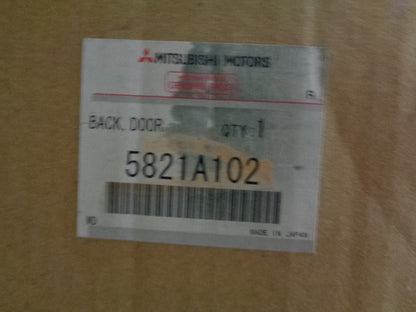 MITSUBISHI MOTORS
BACK, DOOR QTY. 1
5821A102
MADE IN JAPAN